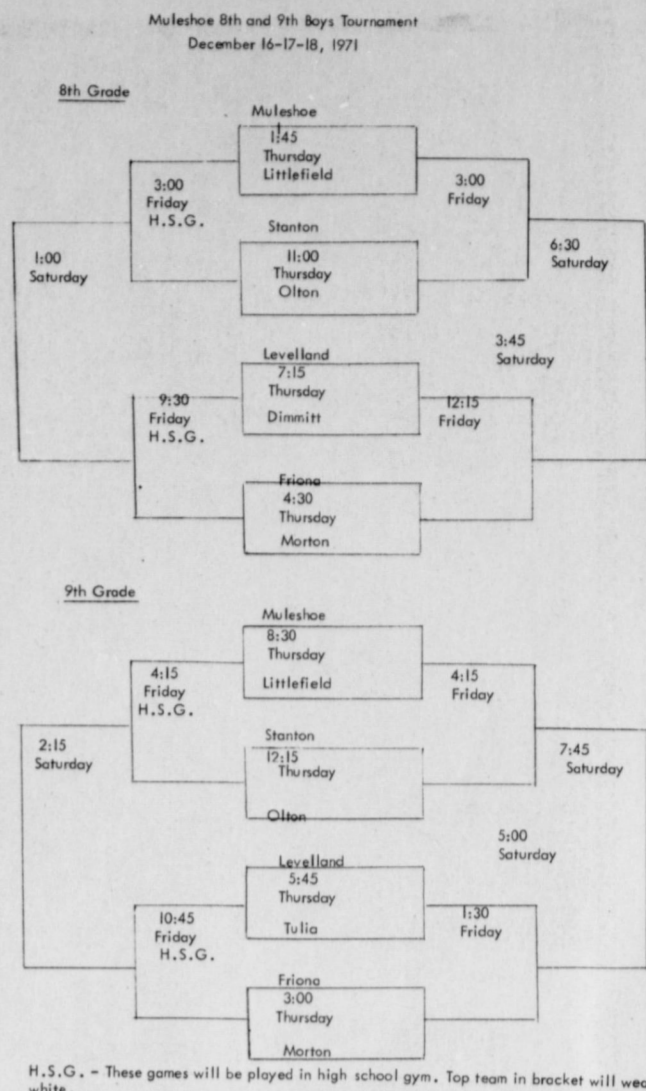 Muleshoe 8th and 9th Boys Tournament
December 16-17-18, 1971
8th Grade
Muleshoe
1:45
Thursday
Littlefield
3:00
Friday
H.S.G.
3:00
Friday
Stanton
11:00
Thursday
Olton
1:00
Saturday
6:30
Saturday
3:45
Saturday
Levelland
7:15
Thursday
Dimmitt
9:30
Friday
H.S.G.
12:15
Friday
Friona
4:30
Thursday
Morton
9th Grade
Muleshoe
8:30
Thursday
Littlefield
4:15
Friday
H.S.G.
4:15
Friday
Stanton
12:15
Thursday
Olton
2:15
Saturday
7:45
Saturday
5:00
Saturday
Levelland
5:45
Thursday
Tulia
10:45
Friday
H.S.G.
1:30
Friday
Friona
3:00
Thursday
Morton
H.S.G. - These games will be played in high school gym. Top team in bracket will
white